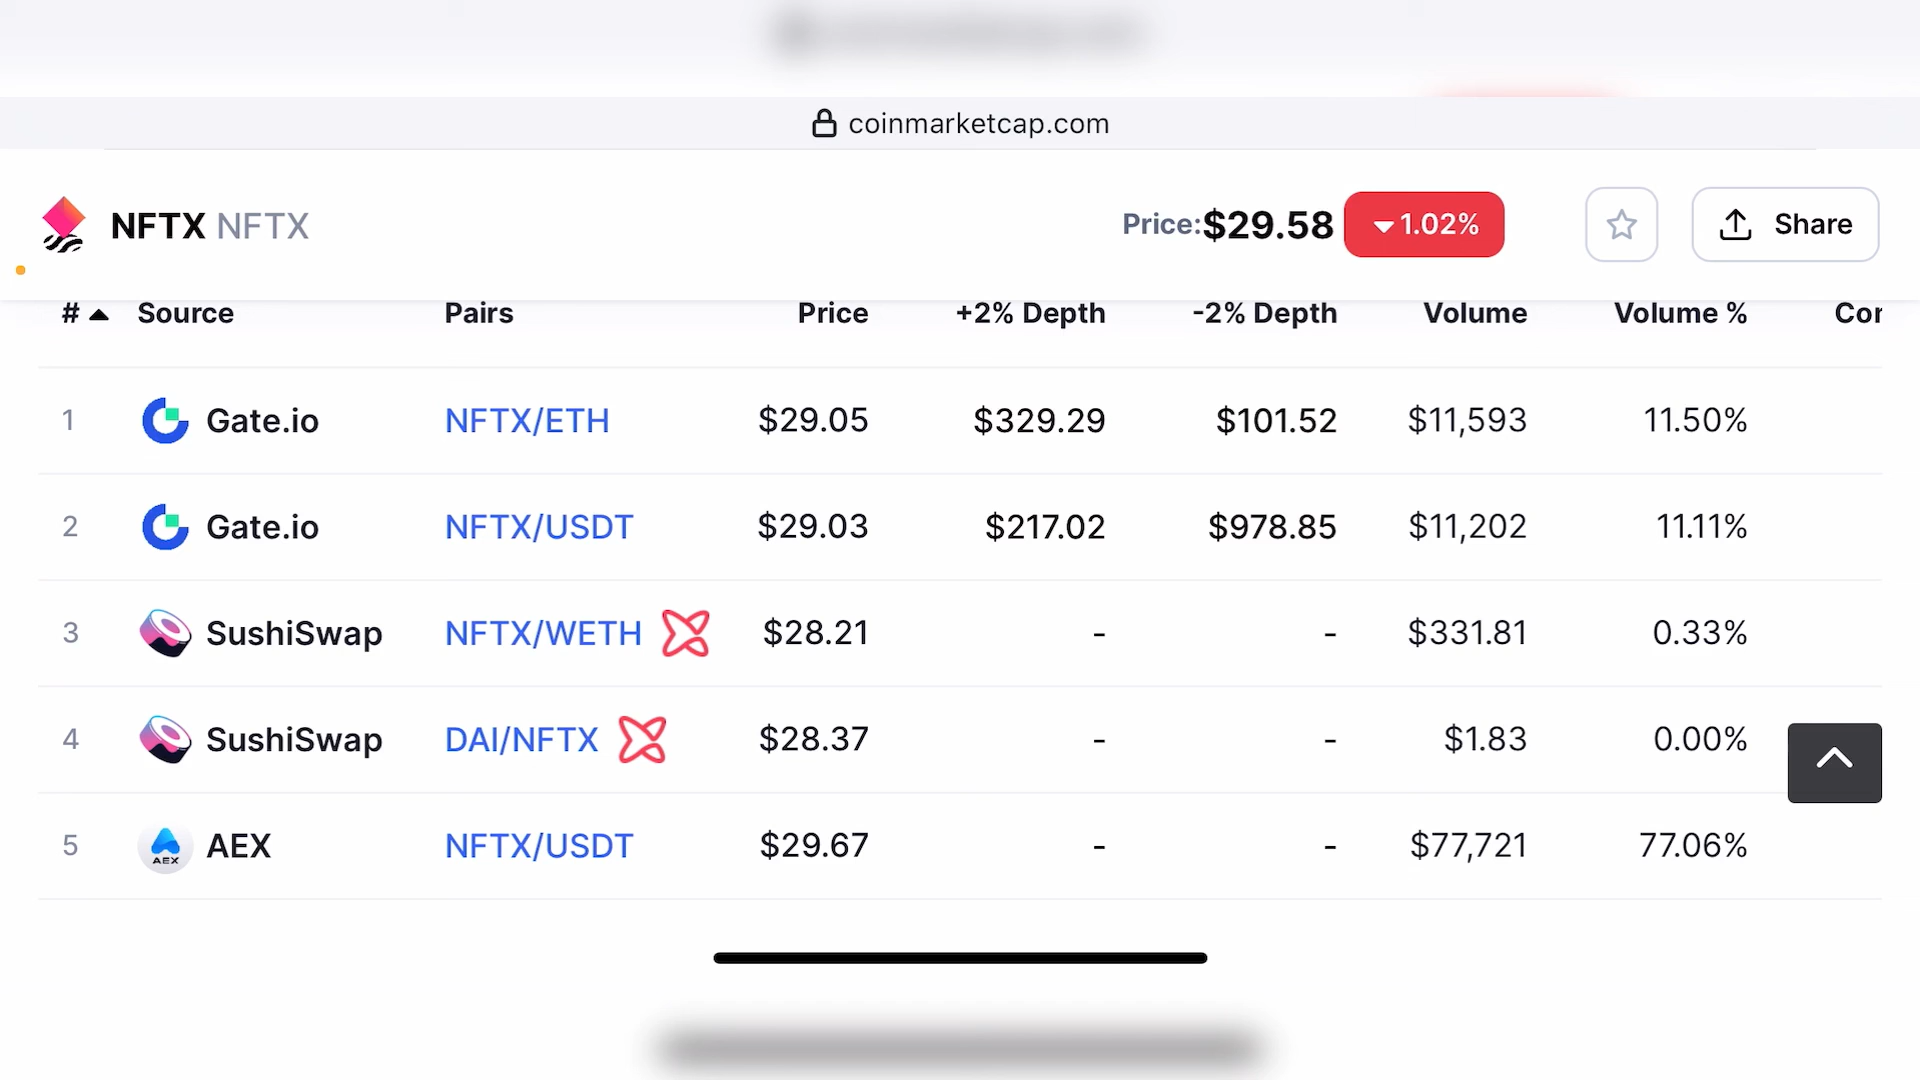 coinmarketcap.com
NFTX NFTX Price:$29.58 1.02% Share
# Source Pairs Price +2% Depth -2% Depth Volume Volume % Cor
1 Gate.io NFTX/ETH $29.05 $329.29 $101.52 $11,593 11.50%
2 Gate.io NFTX/USDT $29.03 $217.02 $978.85 $11,202 11.11%
3 SushiSwap NFTX/WETH $28.21 - - $331.81 0.33%
4 SushiSwap DAI/NFTX $28.37 - - $1.83 0.00%
5 AEX AEX NFTX/USDT $29.67 - - $77,721 77.06%